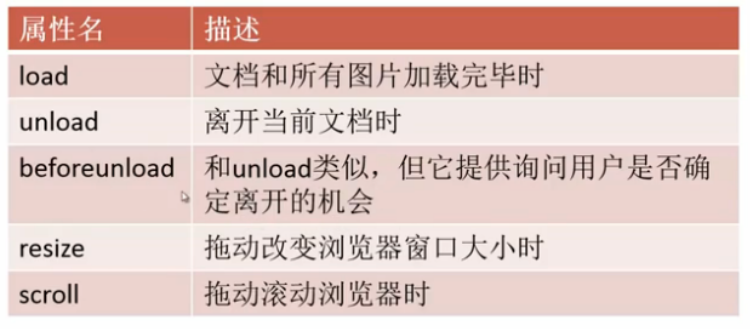 属性名 描述
load 文档和所有图片加载完毕时
unload 离开当前文档时
beforeunload 和unload类似，但它提供询问用户是否确
定离开的机会
resize 拖动改变浏览器窗口大小时
scroll 拖动滚动浏览器时